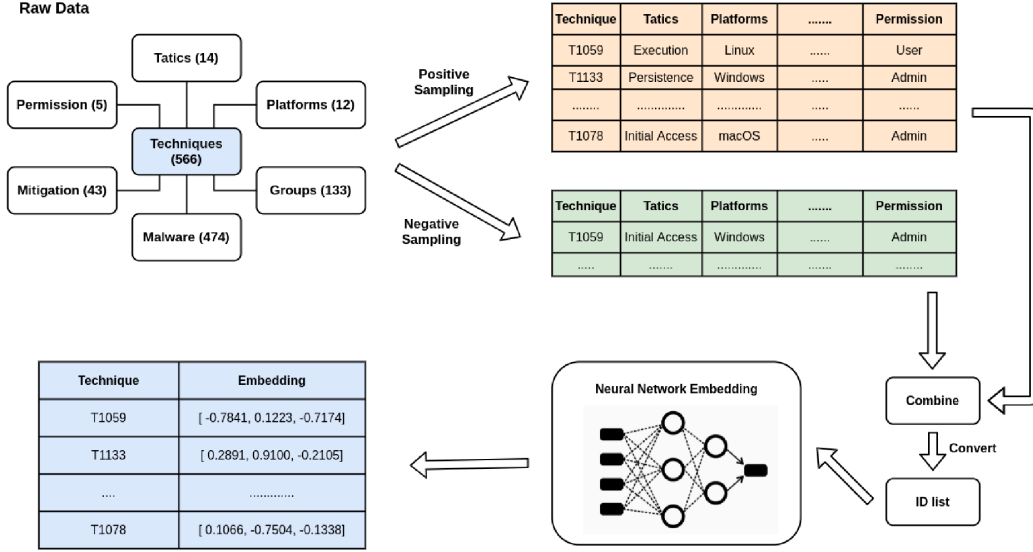 Raw Data
Tatics (14)
Permission (5)
Platforms (12)
Techniques
(566)
Mitigation (43)
Groups (133)
Malware (474)
Positive
Sampling
Negative
Sampling
Technique Tatics Platforms ....... Permission
T1059 Execution Linux ...... User
T1133 Persistence Windows ..... Admin
........ .............. ............. ..... ......
T1078 Initial Access macOS ..... Admin
Technique Tatics Platforms ....... Permission
T1059 Initial Access Windows ...... Admin
..... ....... ............. ....... ........
Combine
Convert
ID list
Neural Network Embedding
Technique Embedding
T1059 [ -0.7841, 0.1223, -0.7174]
T1133 [ 0.2891, 0.9100, -0.2105]
.... .............
T1078 [ 0.1066, -0.7504, -0.1338]